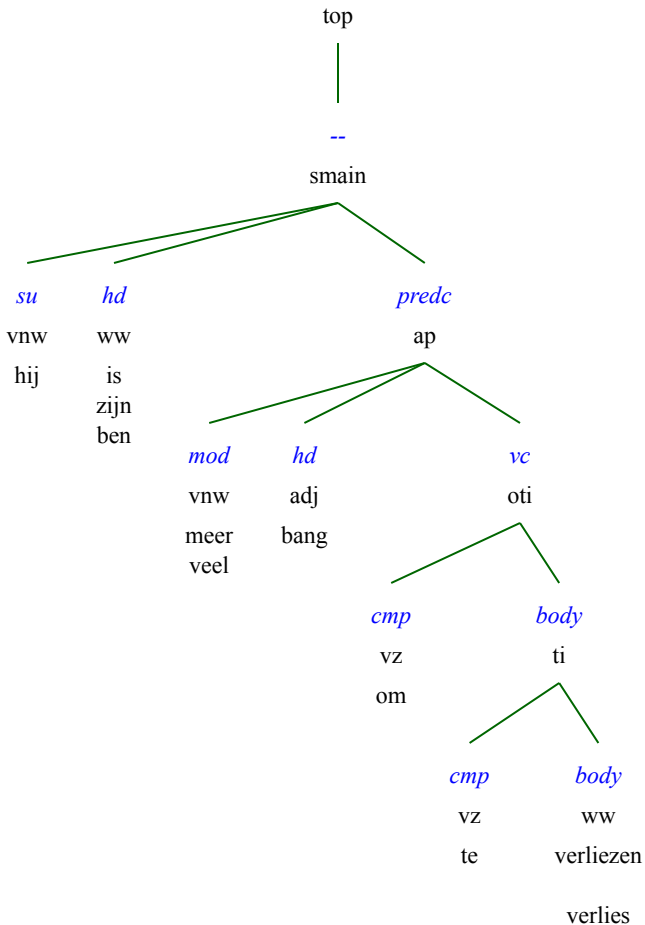 top
--
smain
su hd predc
vnw ww ap
hij is
zijn
ben
mod hd vc
vnw adj oti
meer bang
veel
cmp body
vz ti
om
cmp body
vz ww
te verliezen
verlies